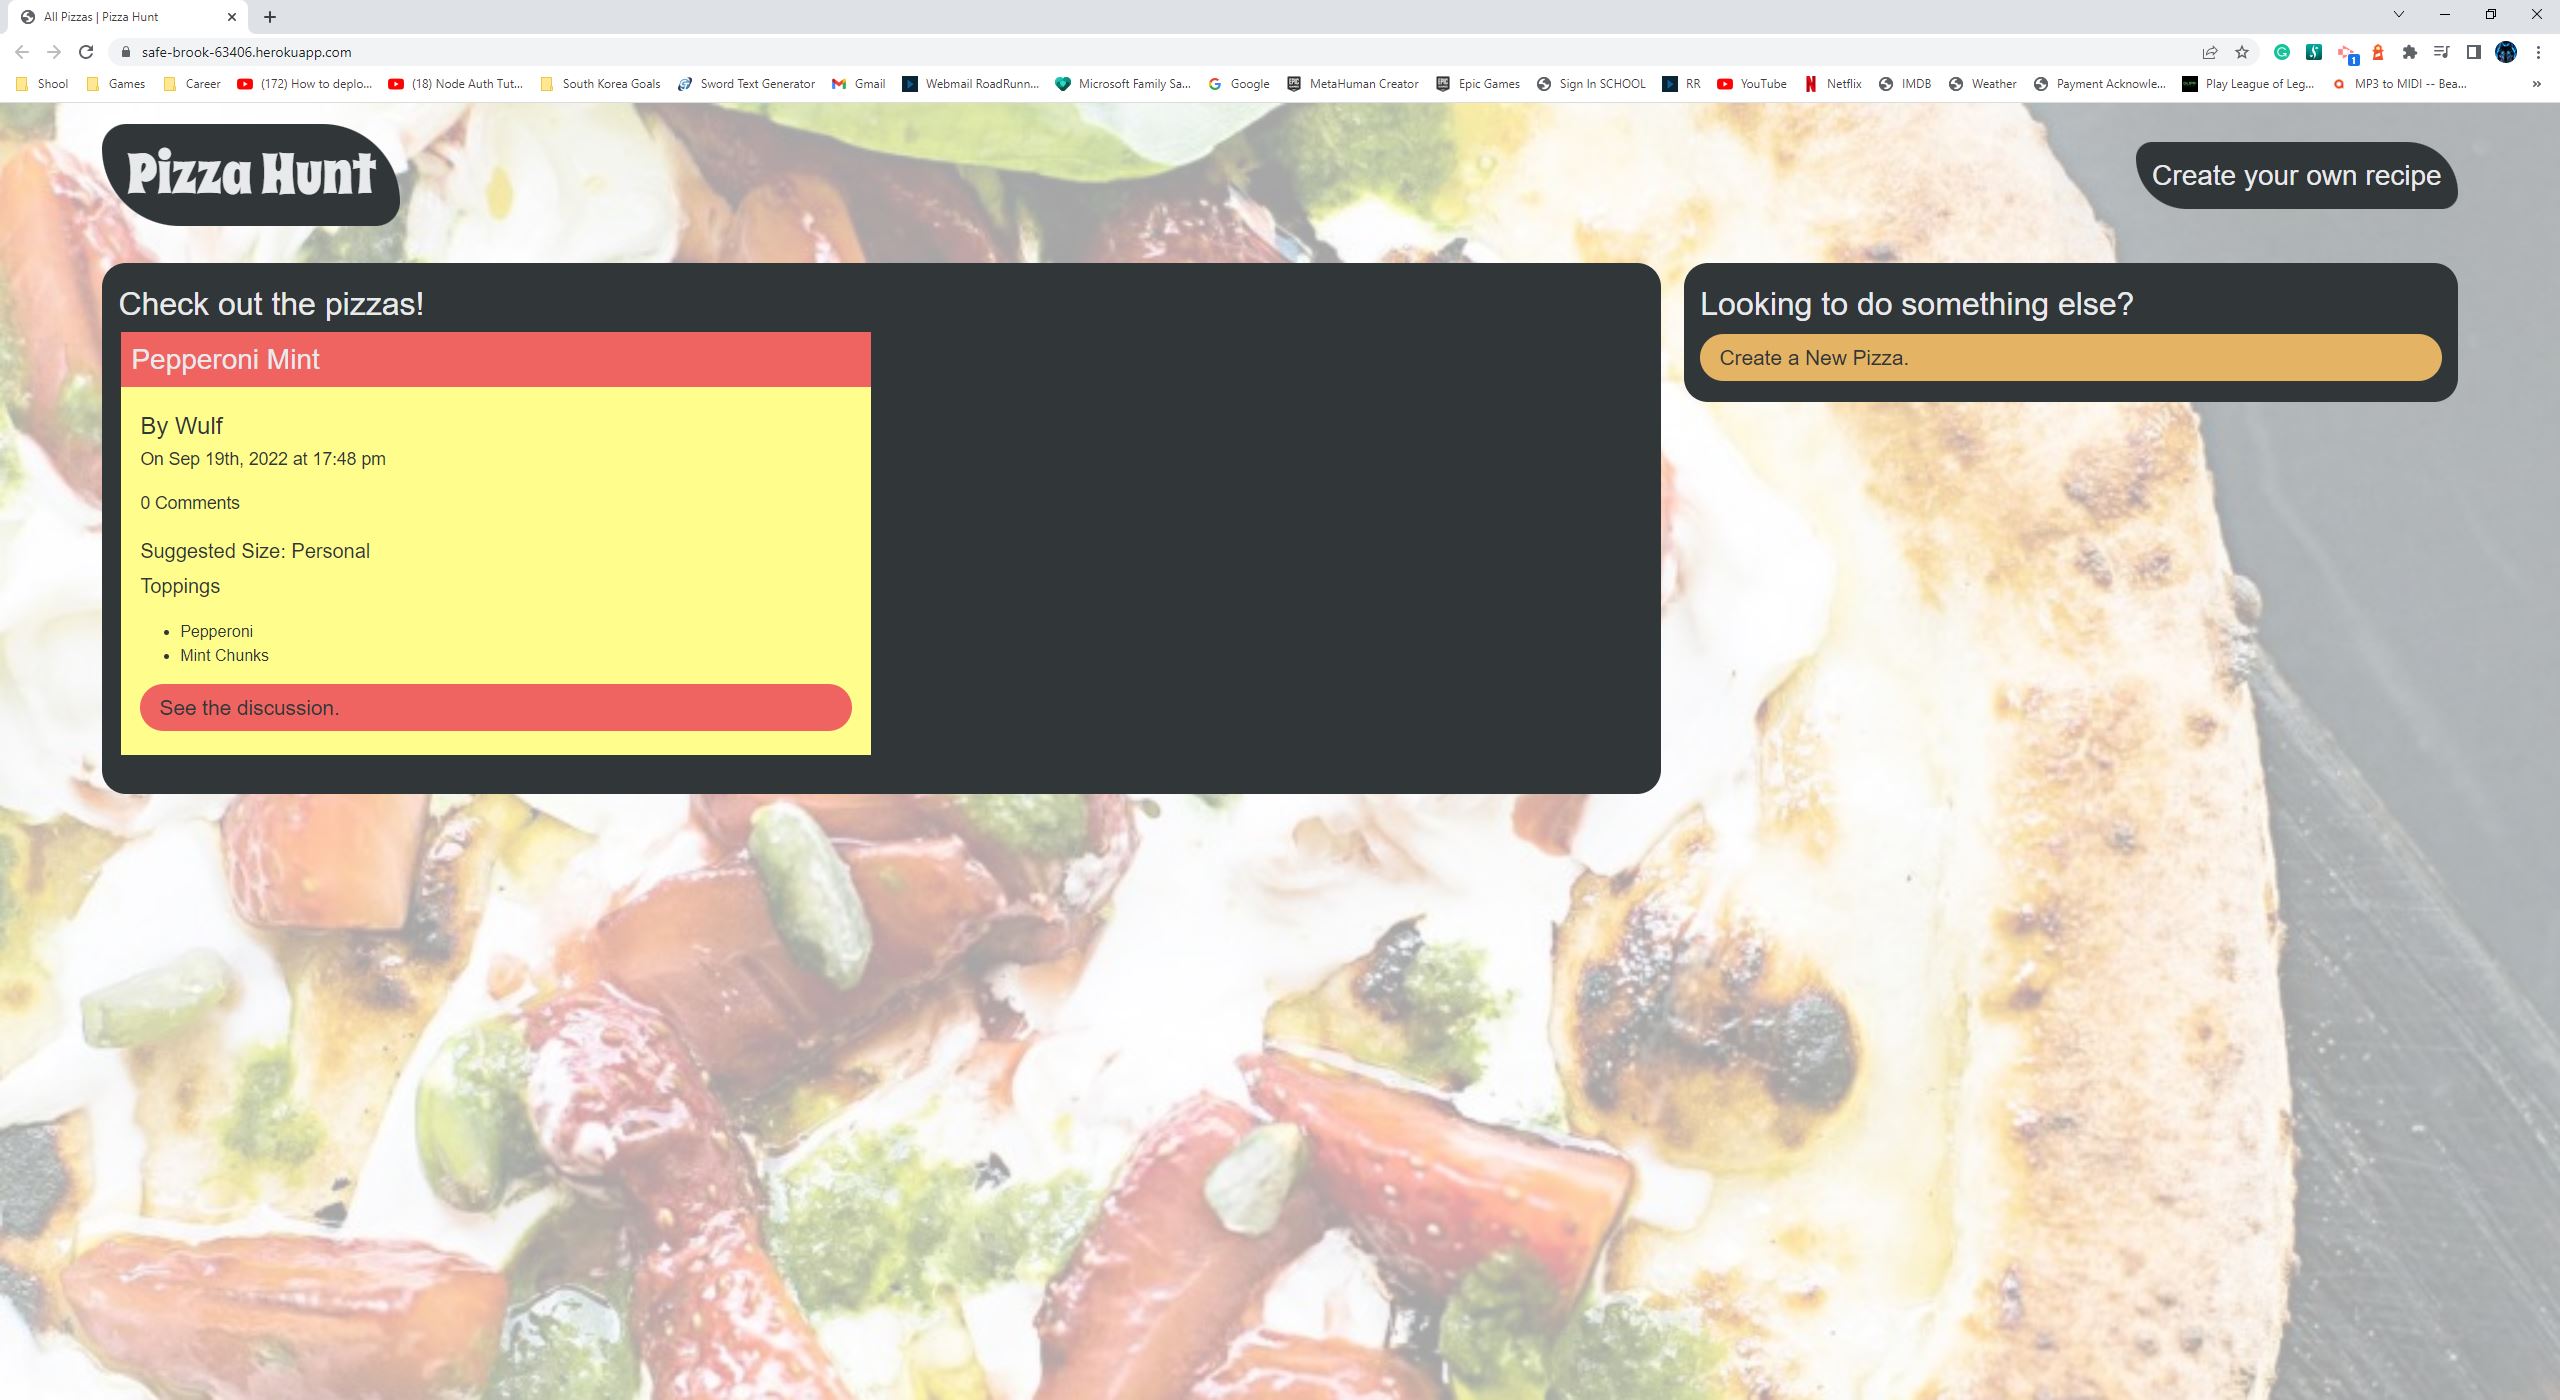 All Pizzas | Pizza Hunt
safe-brook-63406.herokuapp.com
1
Shool Games Career (172) How to deplo... (18) Node Auth Tut... South Korea Goals Sword Text Generator Gmail Webmail RoadRunn... Microsoft Family Sa... Google MetaHuman Creator Epic Games Sign In SCHOOL RR YouTube Netflix IMDB Weather Payment Acknowle... Play League of Leg... MP3 to MIDI -- Bea... »
Pizza Hunt
Create your own recipe
Check out the pizzas!
Pepperoni Mint
By Wulf
On Sep 19th, 2022 at 17:48 pm
0 Comments
Suggested Size: Personal
Toppings
• Pepperoni
• Mint Chunks
See the discussion.
Looking to do something else?
Create a New Pizza.